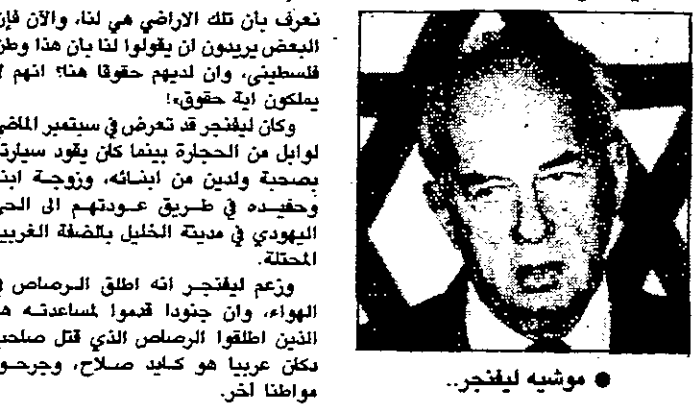 نعرف بأن تلك الاراضي هي لنا، والآن فإن
البعض يريدون ان يقولوا لنا بأن هذا وطن
فلسطيني، وان لديهم حقوقا هنا؟ انهم لا
يملكون اية حقوق»!
وكان ليفنجر قد تعرض في سبتمبر الماضي
لوابل من الحجارة بينما كان يقود سيارته
بصحبة ولدين من ابنائه، وزوجة ابنه
وحفيده في طريق عودتهم الى الحي
اليهودي في مدينة الخليل بالضفة الغربية
المحتلة.
وزعم ليفنجر انه اطلق الرصاص في
الهواء، وان جنودا قدموا لمساعدته هم
الذين اطلقوا الرصاص الذي قتل صاحب
دكان عربيا هو كايد صلاح، وجرحوا
مواطنا آخر.
● موشيه ليفنجر..